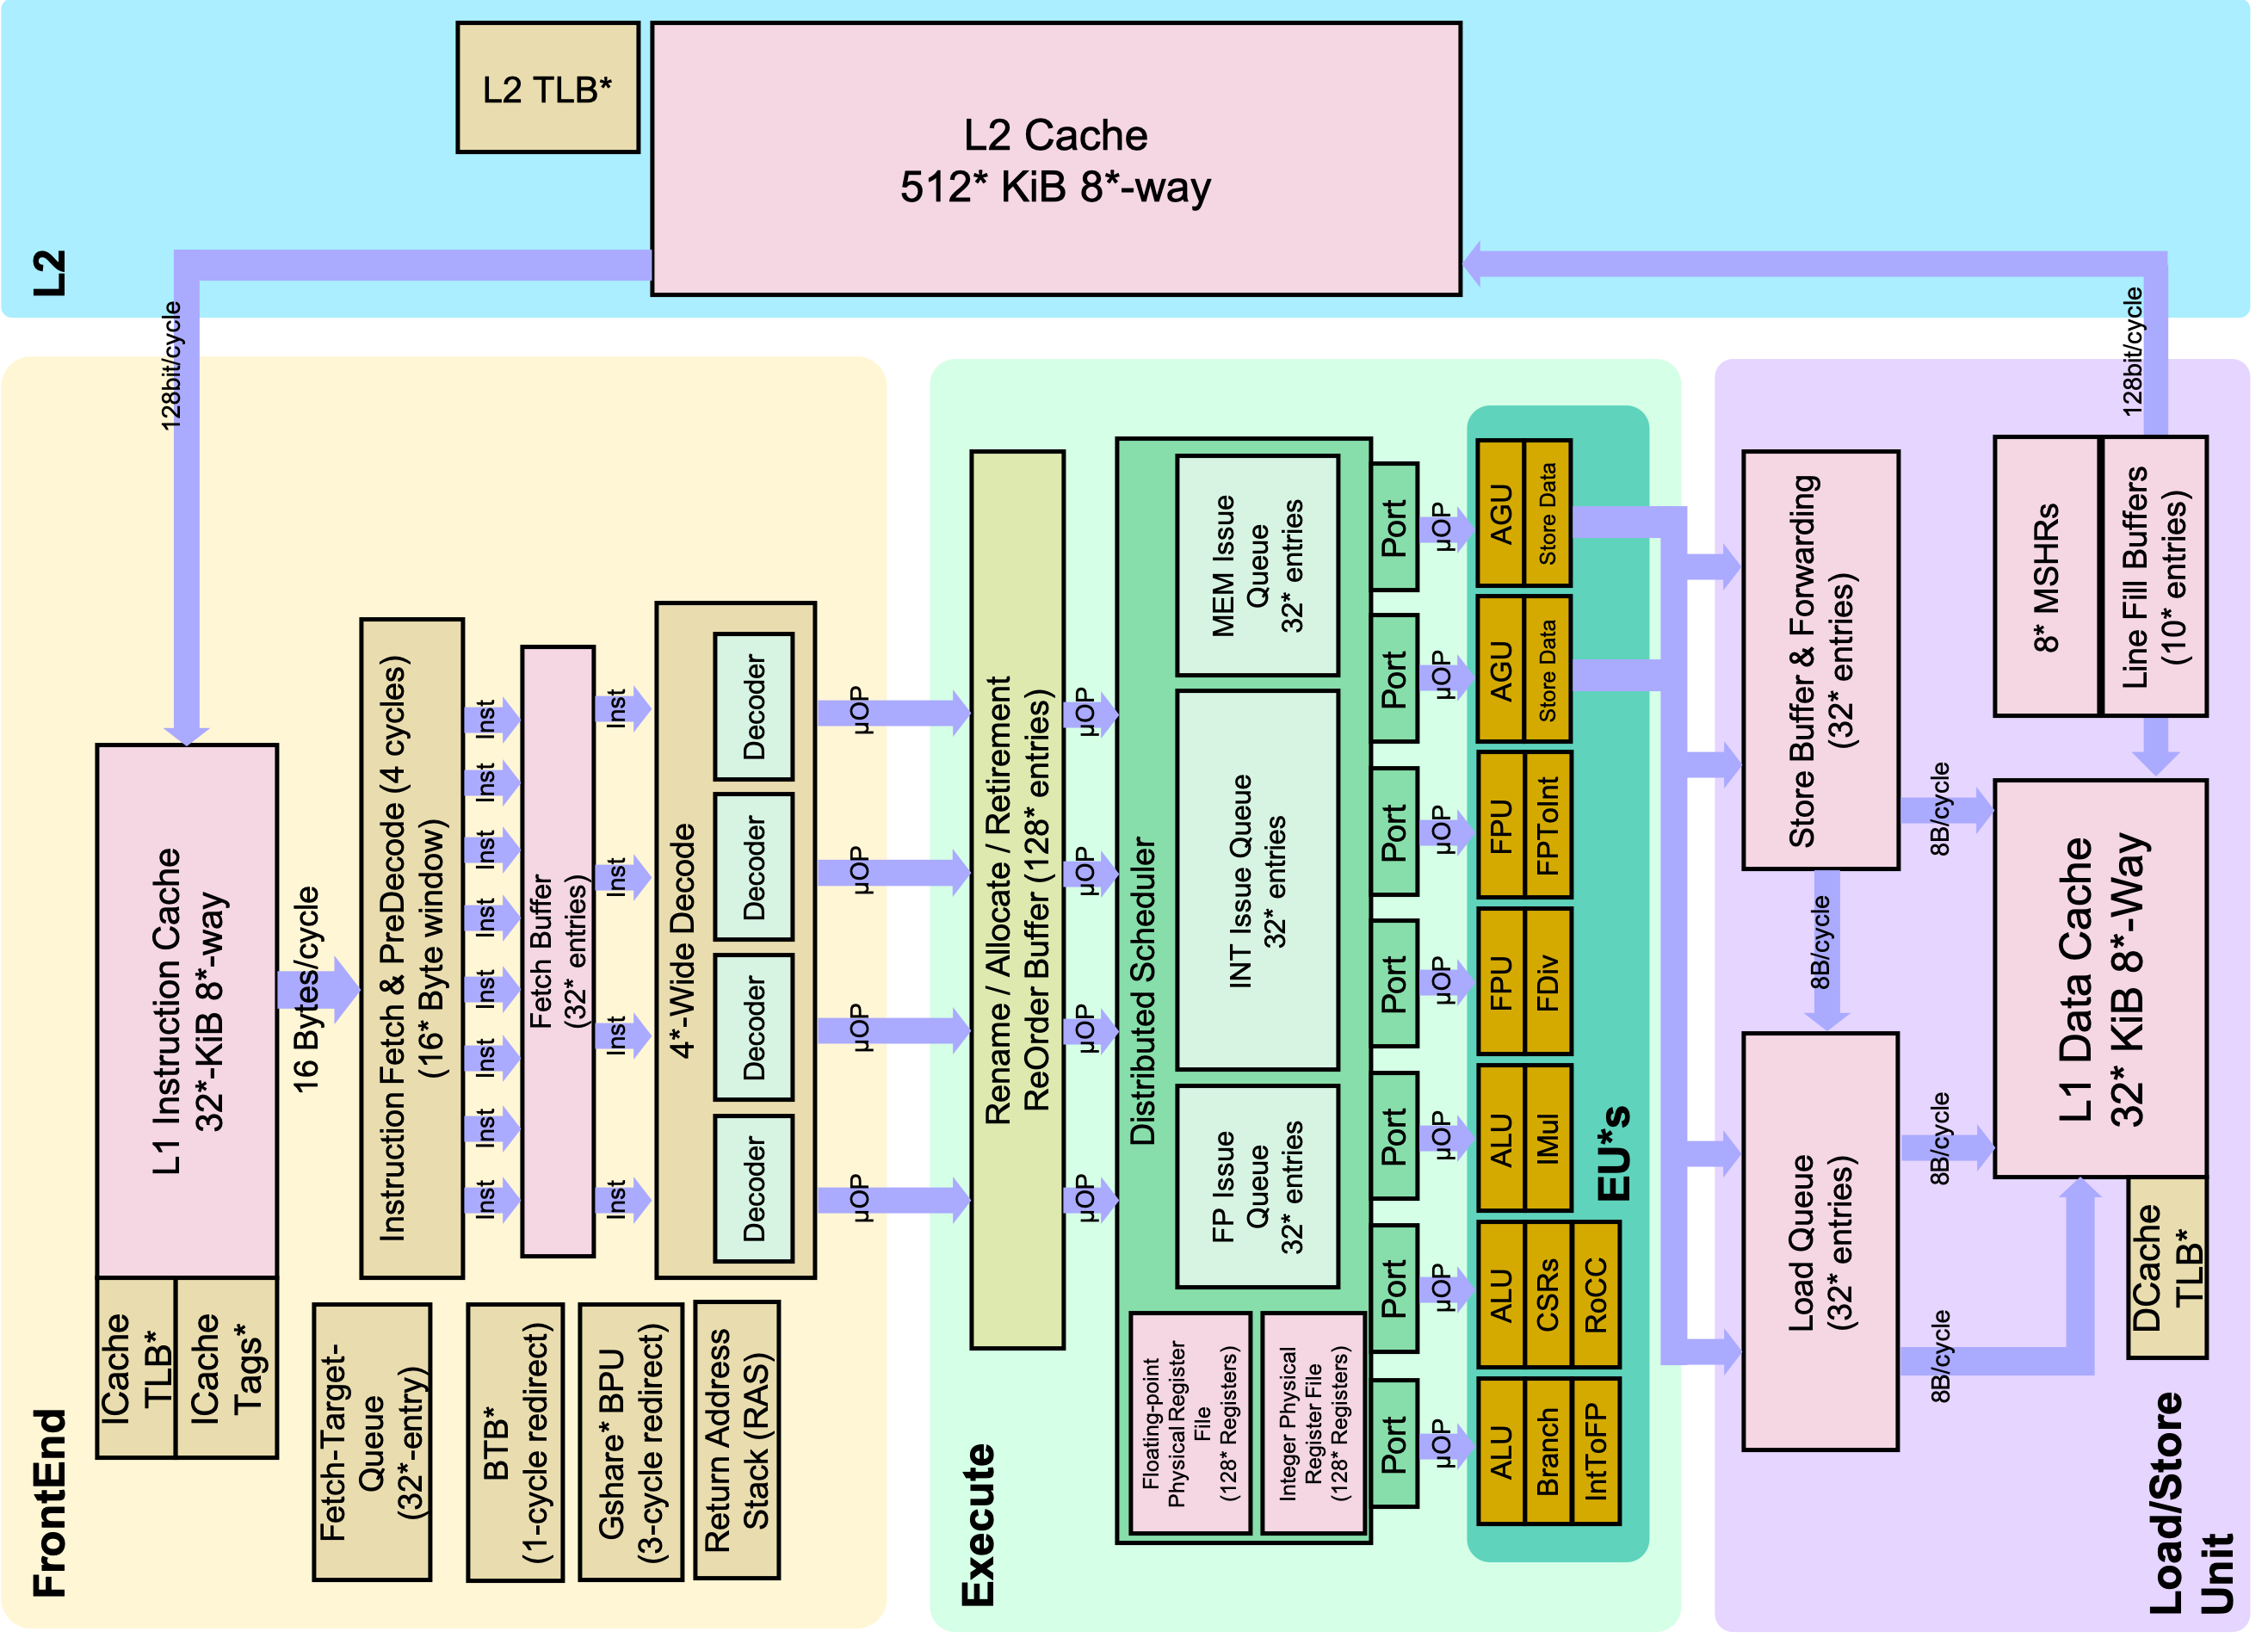 FrontEnd
ICache
TLB*
ICache
Tags*
L1 Instruction Cache
32*-KiB 8*-way
128bit/cycle
16 Bytes/cycle
Fetch-Target-
Queue
(32*-entry)
Instruction Fetch & PreDecode (4 cycles)
(16* Byte window)
BTB*
(1-cycle redirect)
Inst
Inst
Inst
Inst
Inst
Inst
Inst
Inst
Fetch Buffer
(32* entries)
Gshare* BPU
(3-cycle redirect)
Inst
Inst
Inst
Inst
Return Address
Stack (RAS)
4*-Wide Decode
Decoder
Decoder
Decoder
Decoder
µOP
µOP
µOP
µOP
Execute
Rename / Allocate / Retirement
ReOrder Buffer (128* entries)
µOP
µOP
µOP
µOP
Distributed Scheduler
Floating-point
Physical Register
File
(128* Registers)
Integer Physical
Register File
(128* Registers)
FP Issue
Queue
32* entries
INT Issue Queue
32* entries
MEM Issue
Queue
32* entries
Port
Port
Port
Port
Port
Port
Port
µOP
µOP
µOP
µOP
µOP
µOP
µOP
ALU
Branch
IntToFP
ALU
CSRs
RoCC
ALU
IMul
FPU
FDiv
FPU
FPToInt
AGU
Store Data
AGU
Store Data
EU*s
Load/Store
Unit
Load Queue
(32* entries)
8B/cycle
Store Buffer & Forwarding
(32* entries)
8B/cycle
8B/cycle
8B/cycle
DCache
TLB*
L1 Data Cache
32* KiB 8*-Way
8* MSHRs
Line Fill Buffers
(10* entries)
128bit/cycle
L2
L2 TLB*
L2 Cache
512* KiB 8*-way